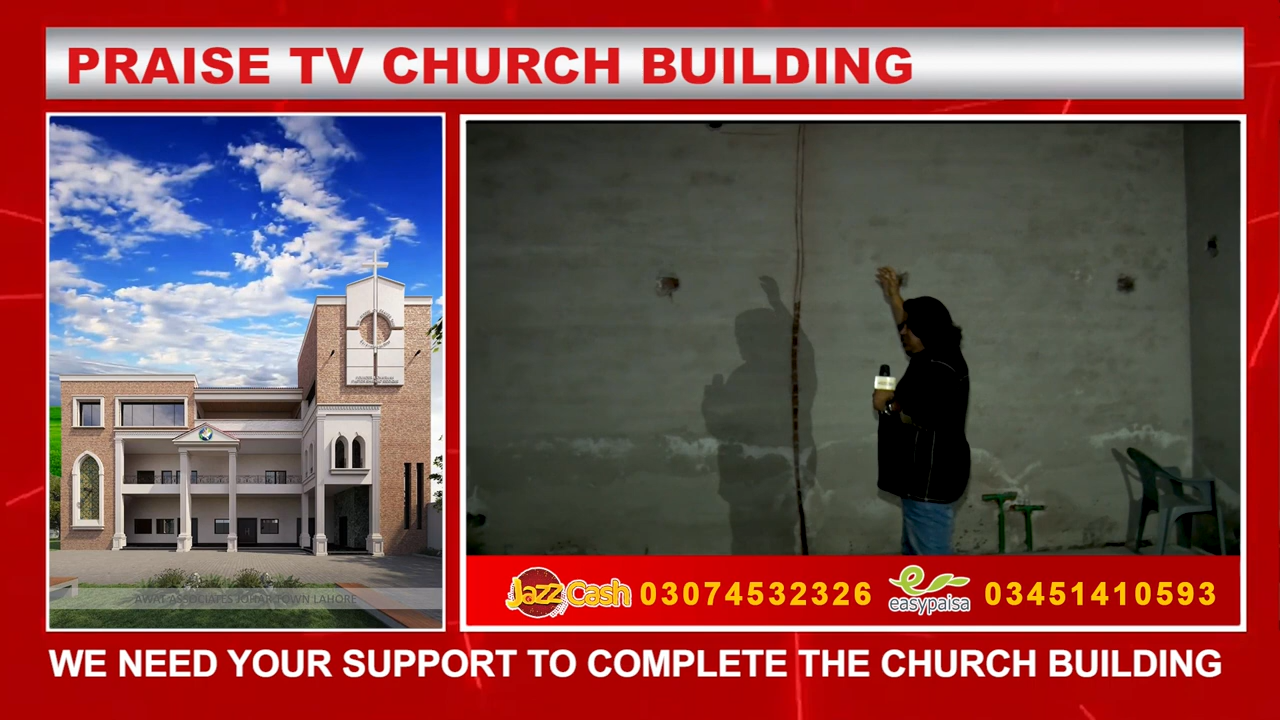 PRAISE TV CHURCH BUILDING
AWAT ASSOCIATES JOHAR TOWN LAHORE
JazzCash 03074532326 easypaisa 03451410593
WE NEED YOUR SUPPORT TO COMPLETE THE CHURCH BUILDING